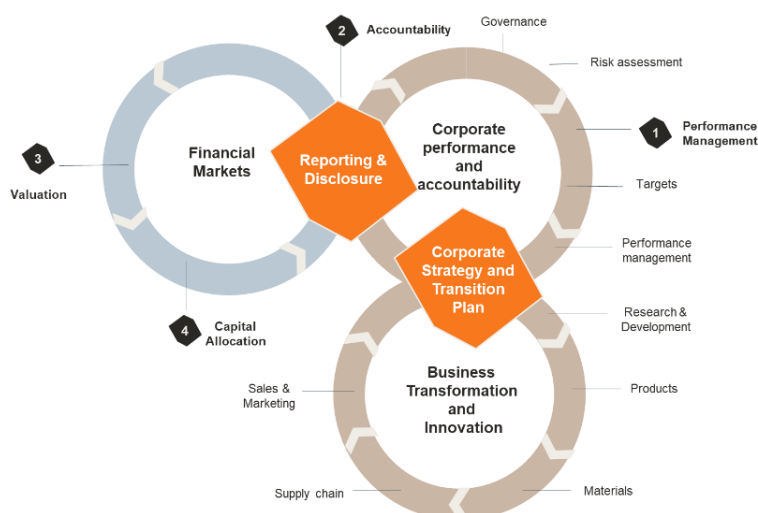 Governance
2
Accountability
Risk assessment
1
Performance
Management
Corporate
performance
and
accountability
Financial
Markets
Reporting &
Disclosure
3
Valuation
Targets
Performance
management
Corporate
Strategy and
Transition
Plan
4
Capital
Allocation
Research &
Development
Business
Transformation
and
Innovation
Sales &
Marketing
Products
Supply chain
Materials